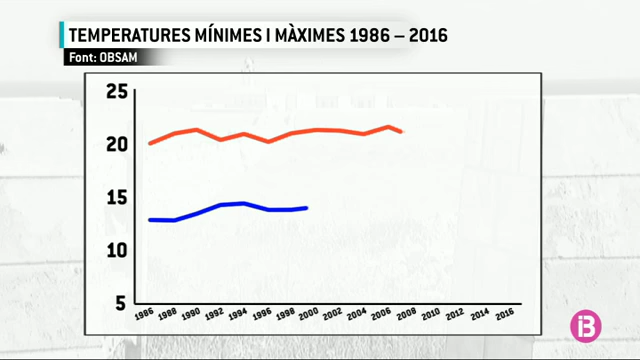 TEMPERATURES MÍNIMES I MÀXIMES 1986 – 2016
Font: OBSAM
25
20
15
10
5
1986 1988 1990 1992 1994 1996 1998 2000 2002 2004 2006 2008 2010 2012 2014 2016
iB